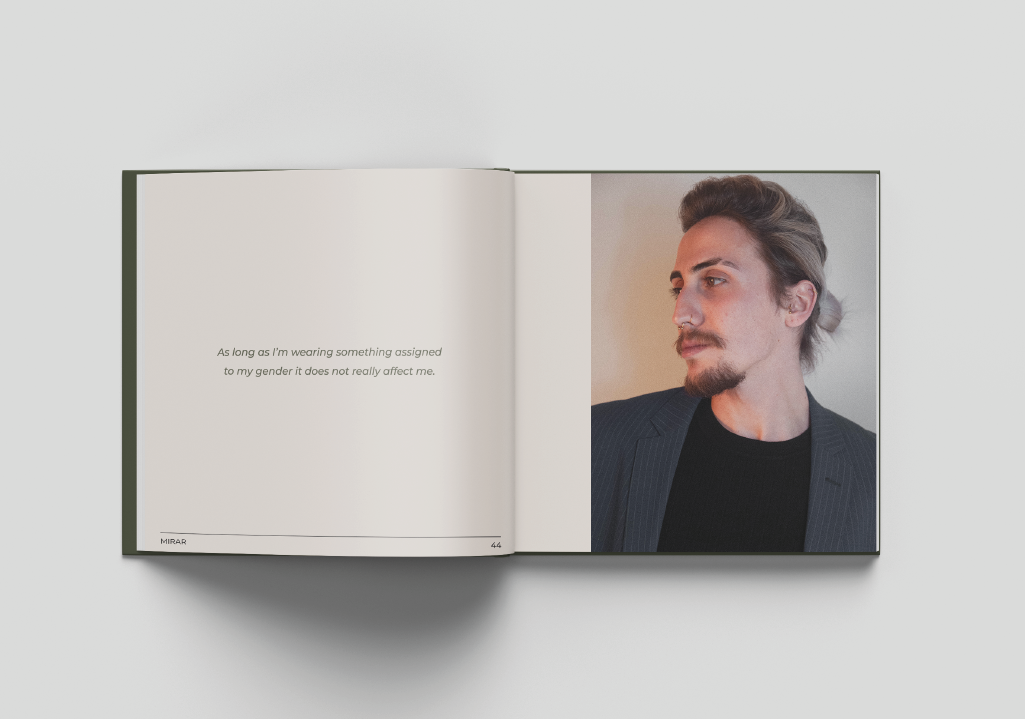 As long as I'm wearing something assigned
to my gender it does not really affect me.
MIRAR
44